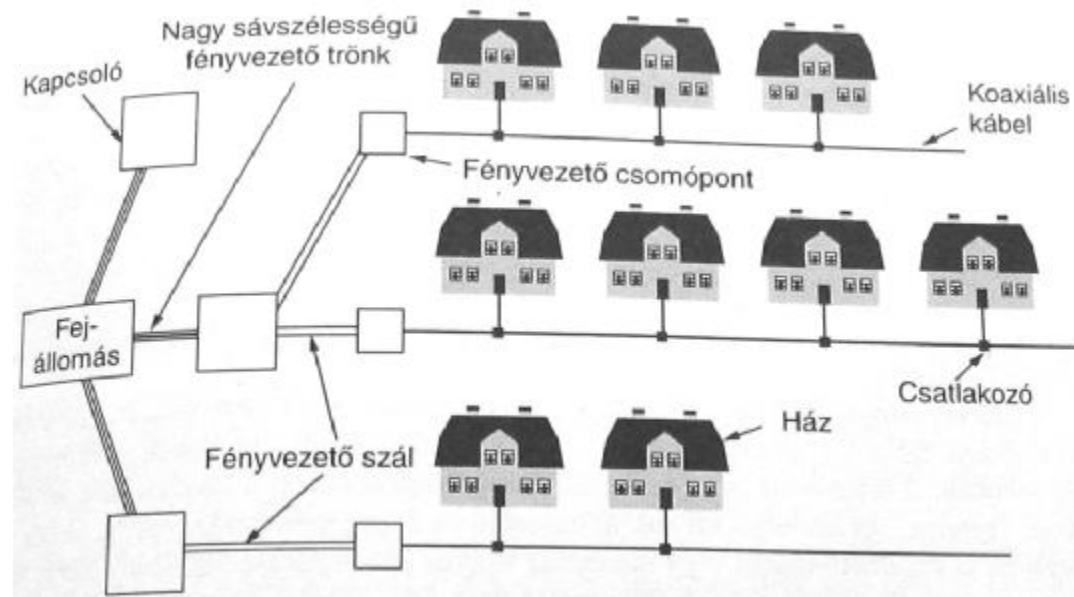 Nagy sávszélességű
fényvezető trönk
Kapcsoló
Koaxiális
kábel
Fényvezető csomópont
Fej-
állomás
Csatlakozó
Ház
Fényvezető szál